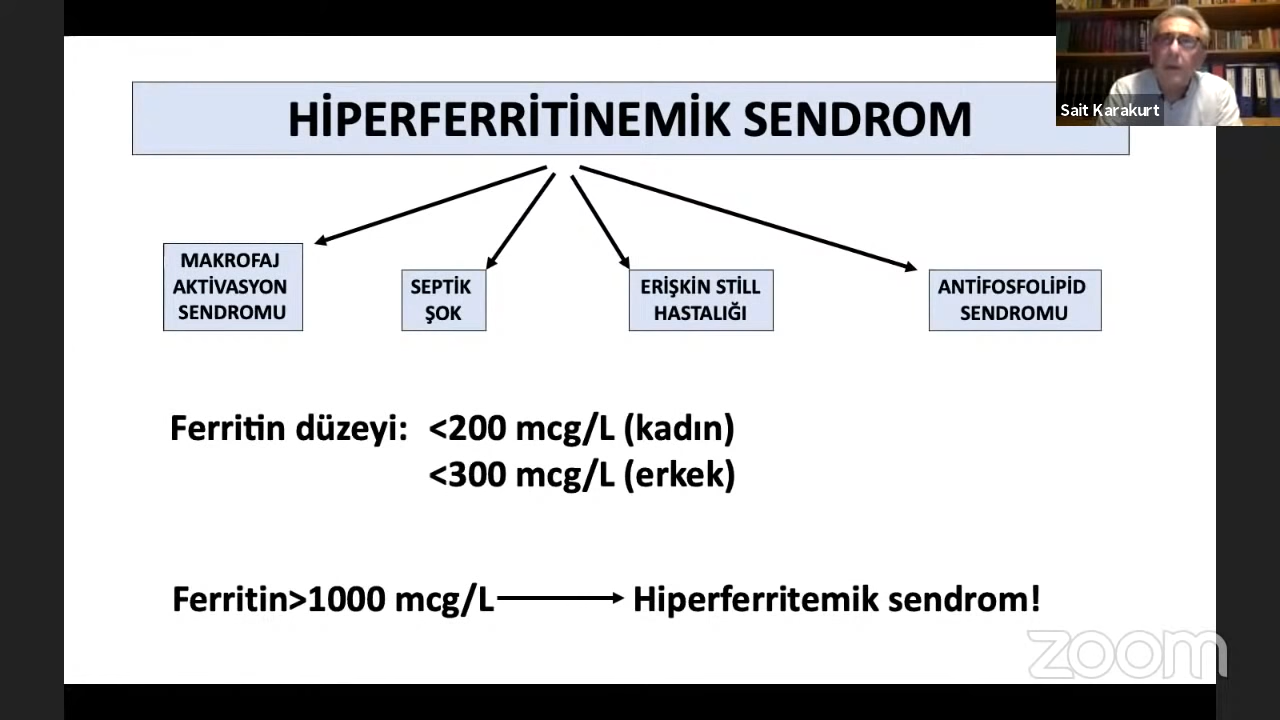 HİPERFERRİTİNEMİK SENDROM
Sait Karakurt
MAKROFAJ
AKTİVASYON
SENDROMU
SEPTİK
ŞOK
ERİŞKİN STİLL
HASTALIĞI
ANTİFOSFOLİPİD
SENDROMU
Ferritin düzeyi: <200 mcg/L (kadın)
<300 mcg/L (erkek)
Ferritin>1000 mcg/L Hiperferritemik sendrom!
zoom